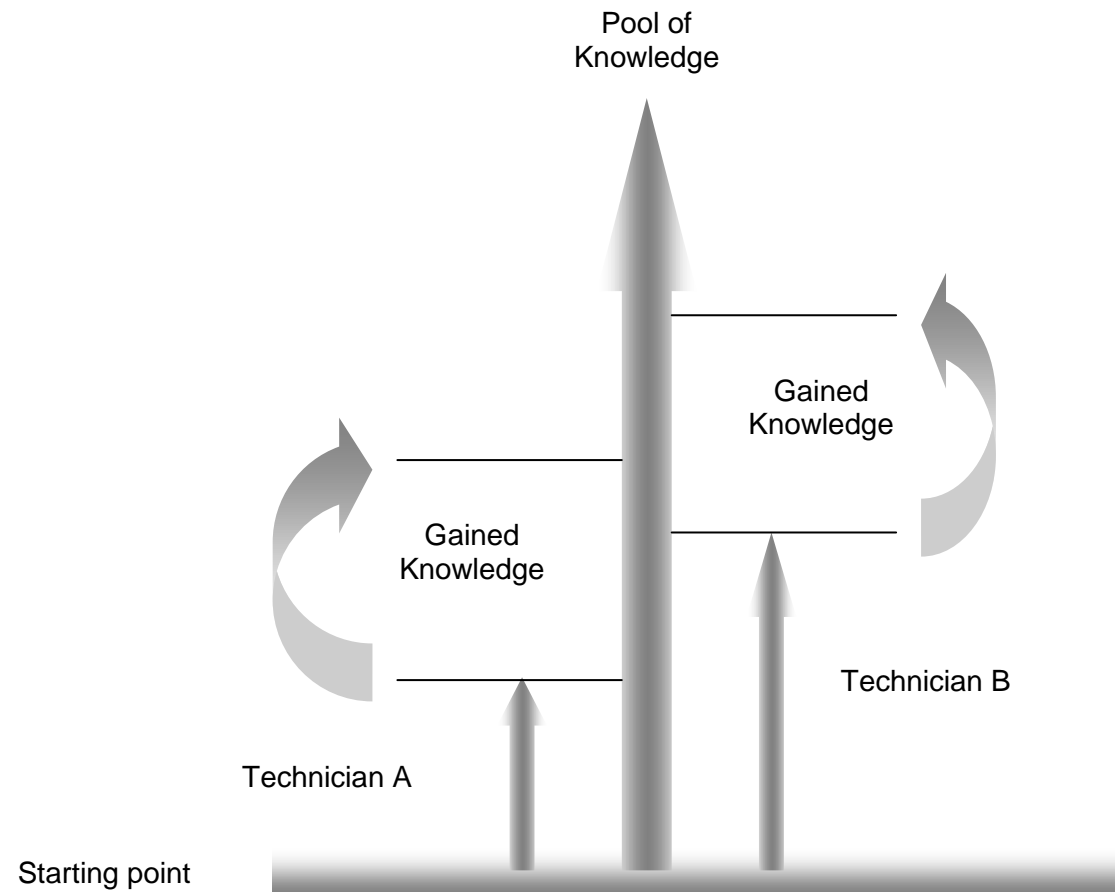 Pool of
Knowledge
Gained
Knowledge
Gained
Knowledge
Technician B
Technician A
Starting point